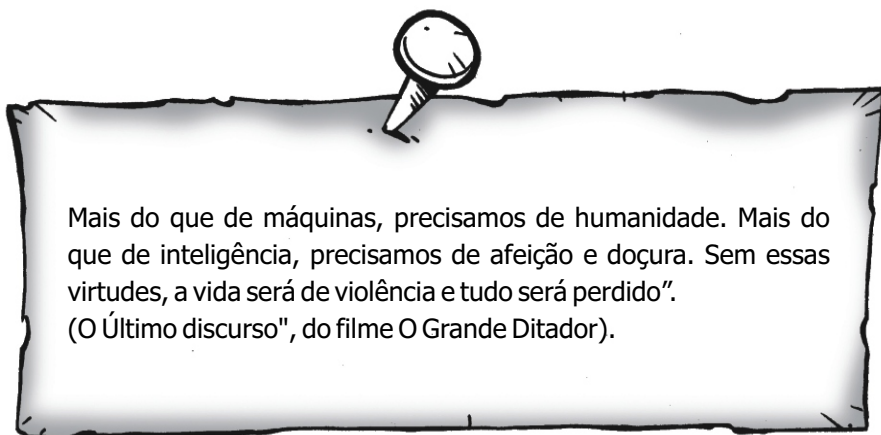 Mais do que de máquinas, precisamos de humanidade. Mais do
que de inteligência, precisamos de afeição e doçura. Sem essas
virtudes, a vida será de violência e tudo será perdido”.
(O Último discurso", do filme O Grande Ditador).